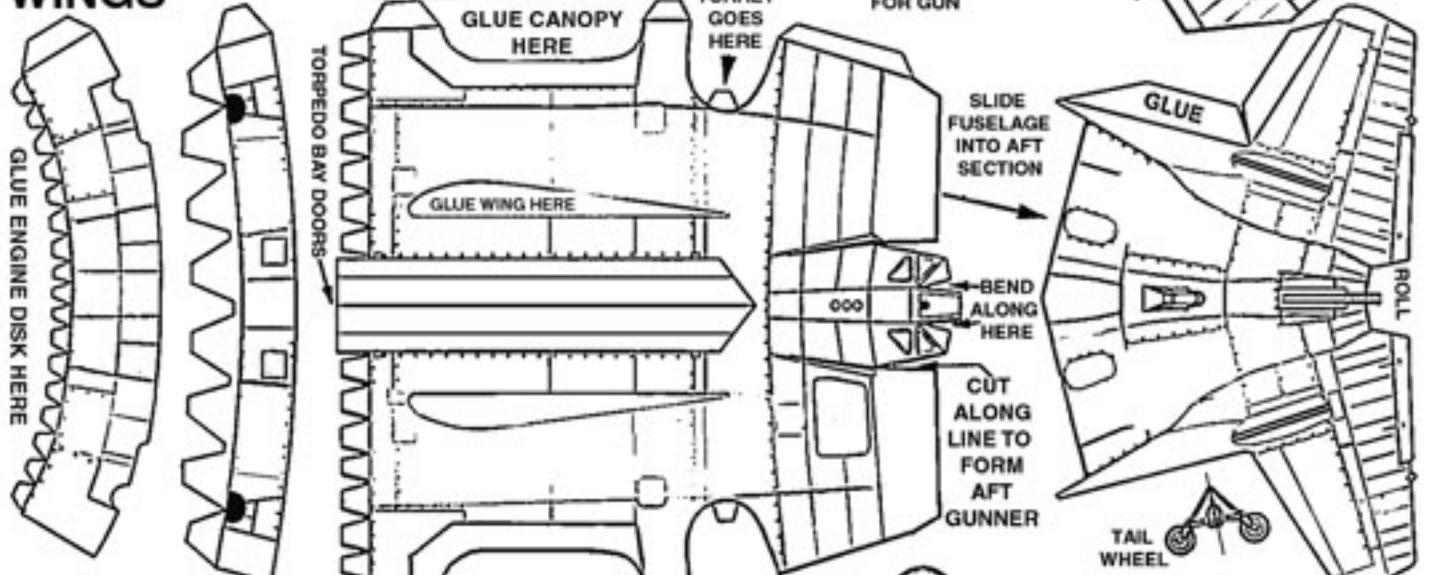 WINGS
GLUE CANOPY
HERE
GOES
HERE
FOR GUN
TORPEDO BAY DOORS
GLUE ENGINE DISK HERE
GLUE WING HERE
SLIDE
FUSELAGE
INTO AFT
SECTION
GLUE
BEND
ALONG
HERE
ROLL
CUT
ALONG
LINE TO
FORM
AFT
GUNNER
TAIL
WHEEL